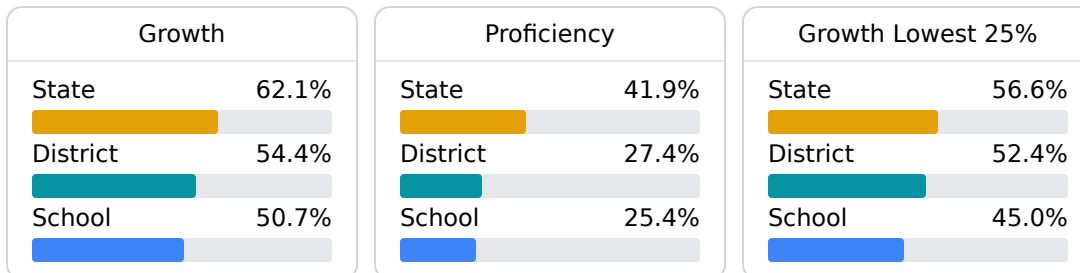 Growth
State 62.1%
District 54.4%
School 50.7%
Proficiency
State 41.9%
District 27.4%
School 25.4%
Growth Lowest 25%
State 56.6%
District 52.4%
School 45.0%